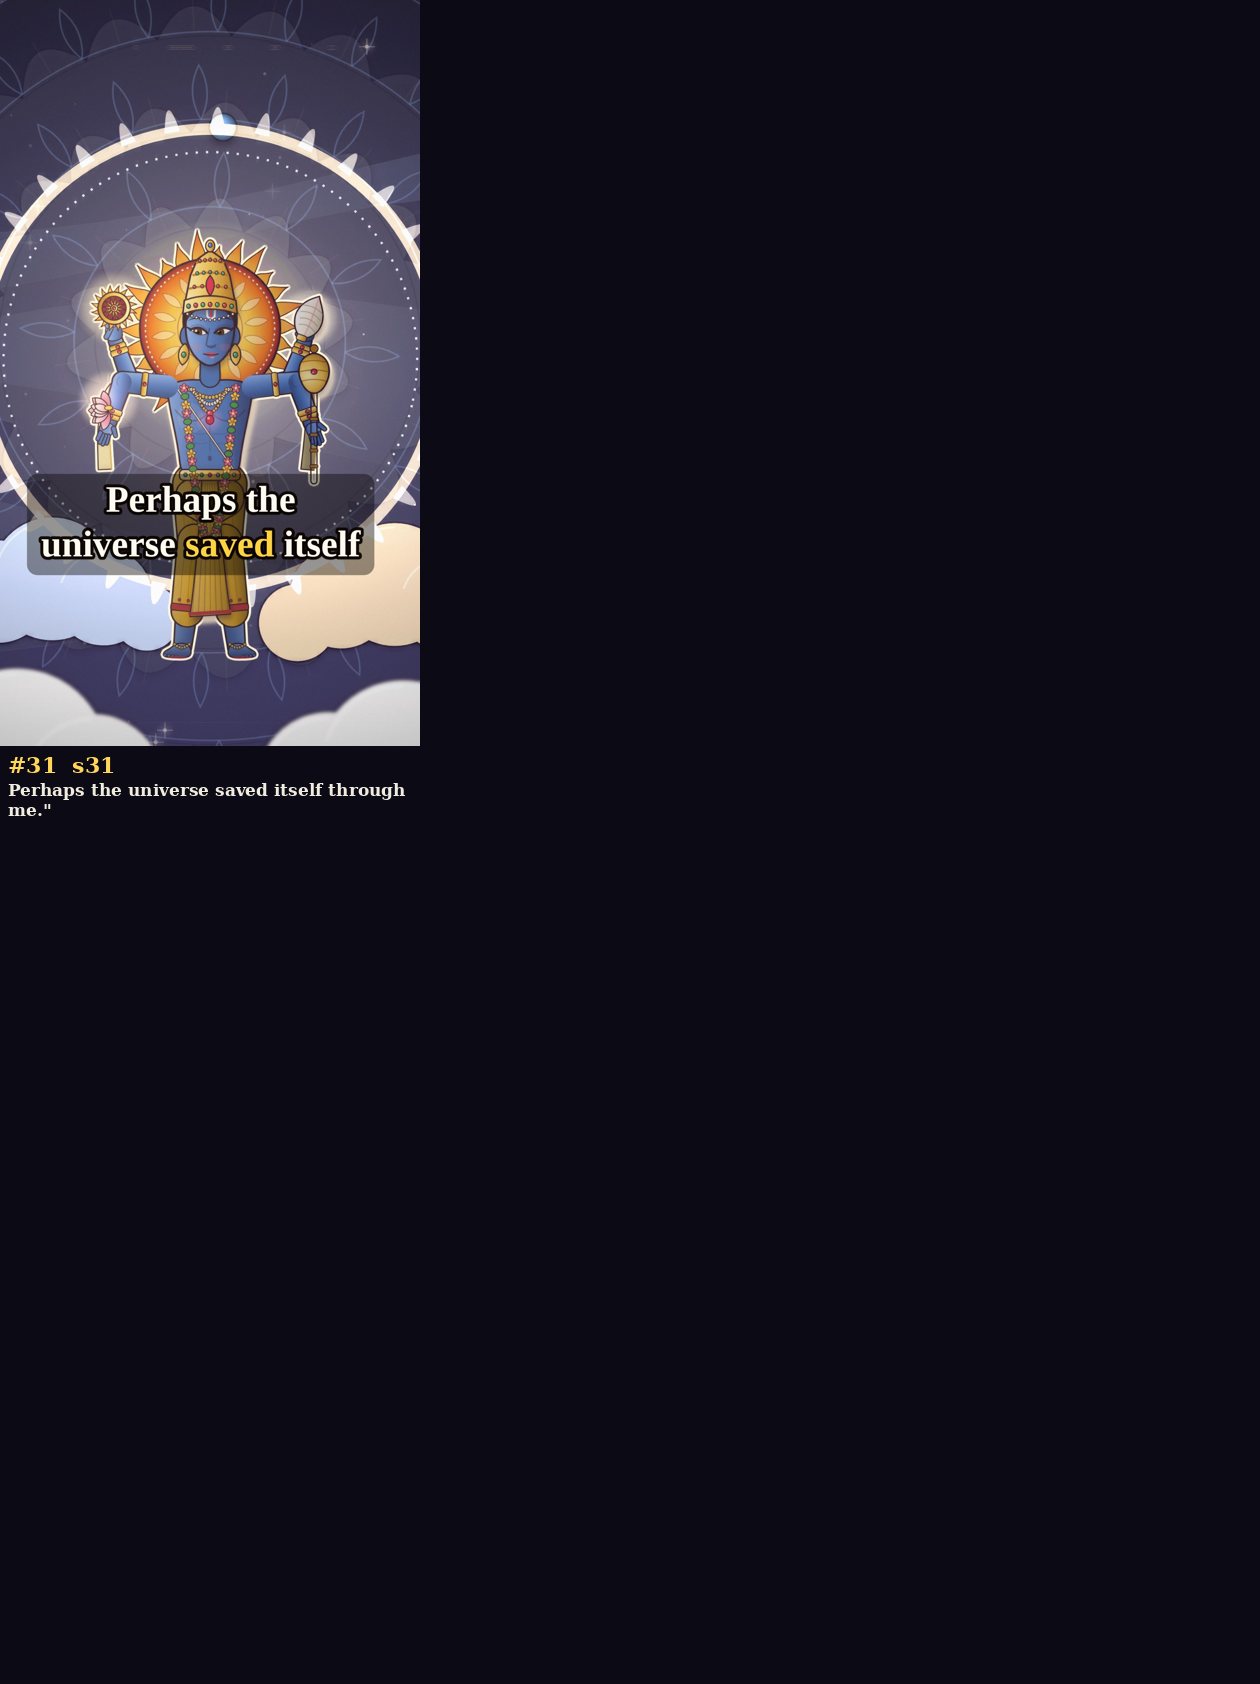 Perhaps the
universe saved itself
#31 s31
Perhaps the universe saved itself through
me."